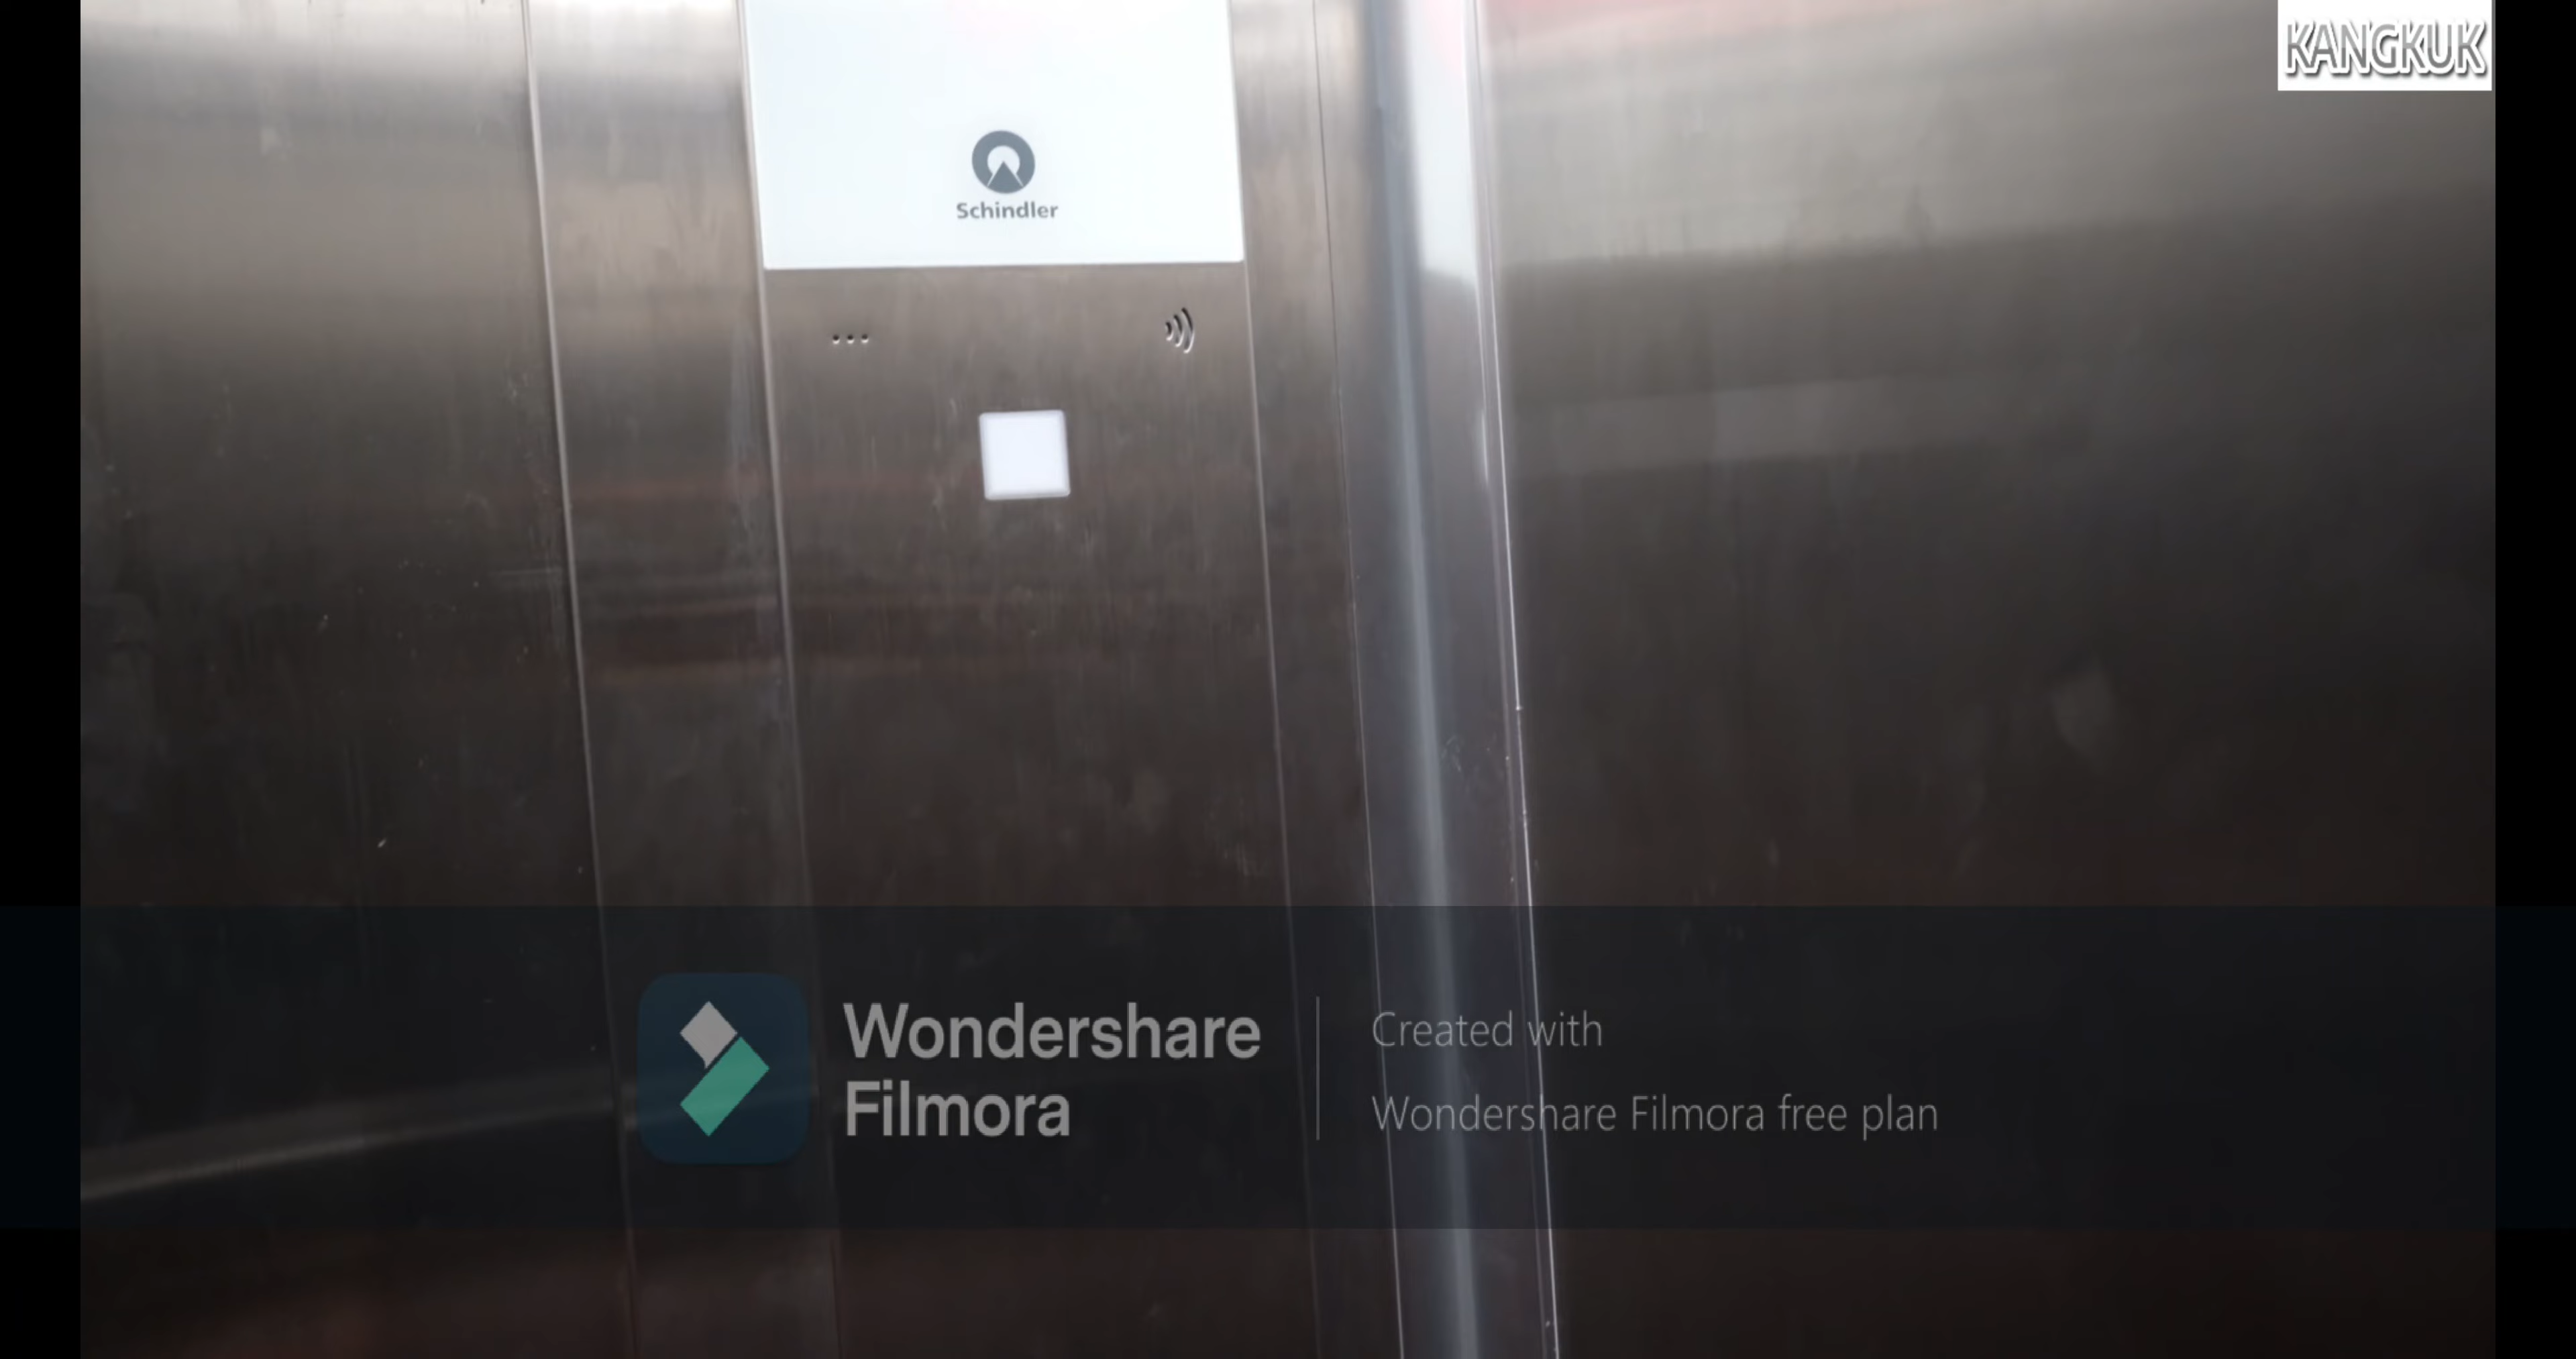 KANGKUK
Schindler
Wondershare
Filmora
Created with
Wondershare Filmora free plan